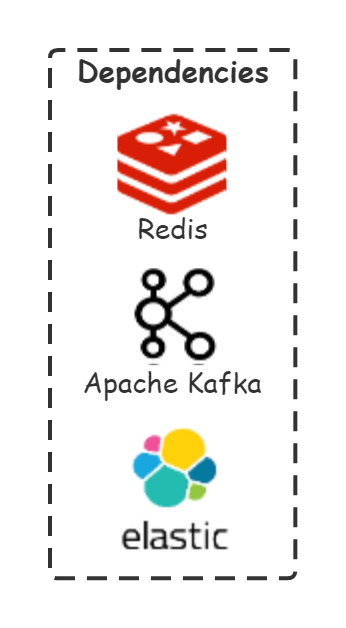 Dependencies
Redis
Apache Kafka
elastic